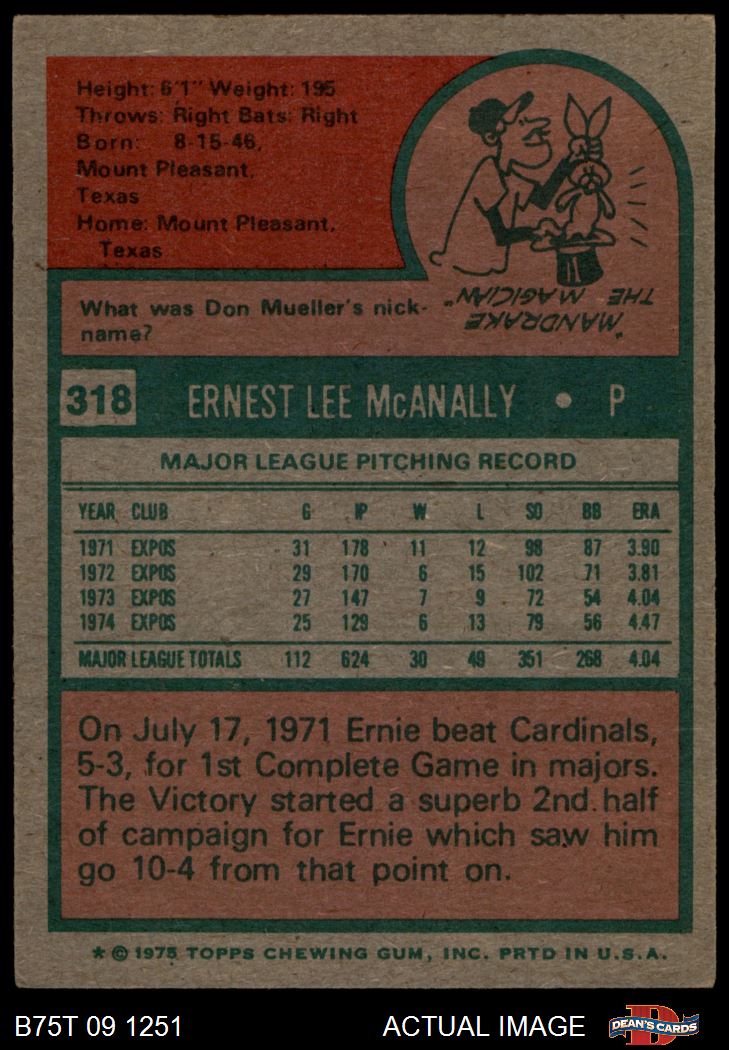 Height: 6'1" Weight: 195
Throws: Right Bats: Right
Born: 8-15-46,
Mount Pleasant,
Texas
Home: Mount Pleasant,
Texas
What was Don Mueller's nick-
name?
"MANDRAKE
THE MAGICIAN"
318 ERNEST LEE McANALLY • P
MAJOR LEAGUE PITCHING RECORD
YEAR CLUB G IP W L SO BB ERA
1971 EXPOS 31 178 11 12 98 87 3.90
1972 EXPOS 29 170 6 15 102 71 3.81
1973 EXPOS 27 147 7 9 72 54 4.04
1974 EXPOS 25 129 6 13 79 56 4.47
MAJOR LEAGUE TOTALS 112 624 30 49 351 268 4.04
On July 17, 1971 Ernie beat Cardinals,
5-3, for 1st Complete Game in majors.
The Victory started a superb 2nd. half
of campaign for Ernie which saw him
go 10-4 from that point on.
* © 1975 TOPPS CHEWING GUM, INC. PRTD IN U.S.A.
B75T 09 1251 ACTUAL IMAGE D DEAN'S CARDS